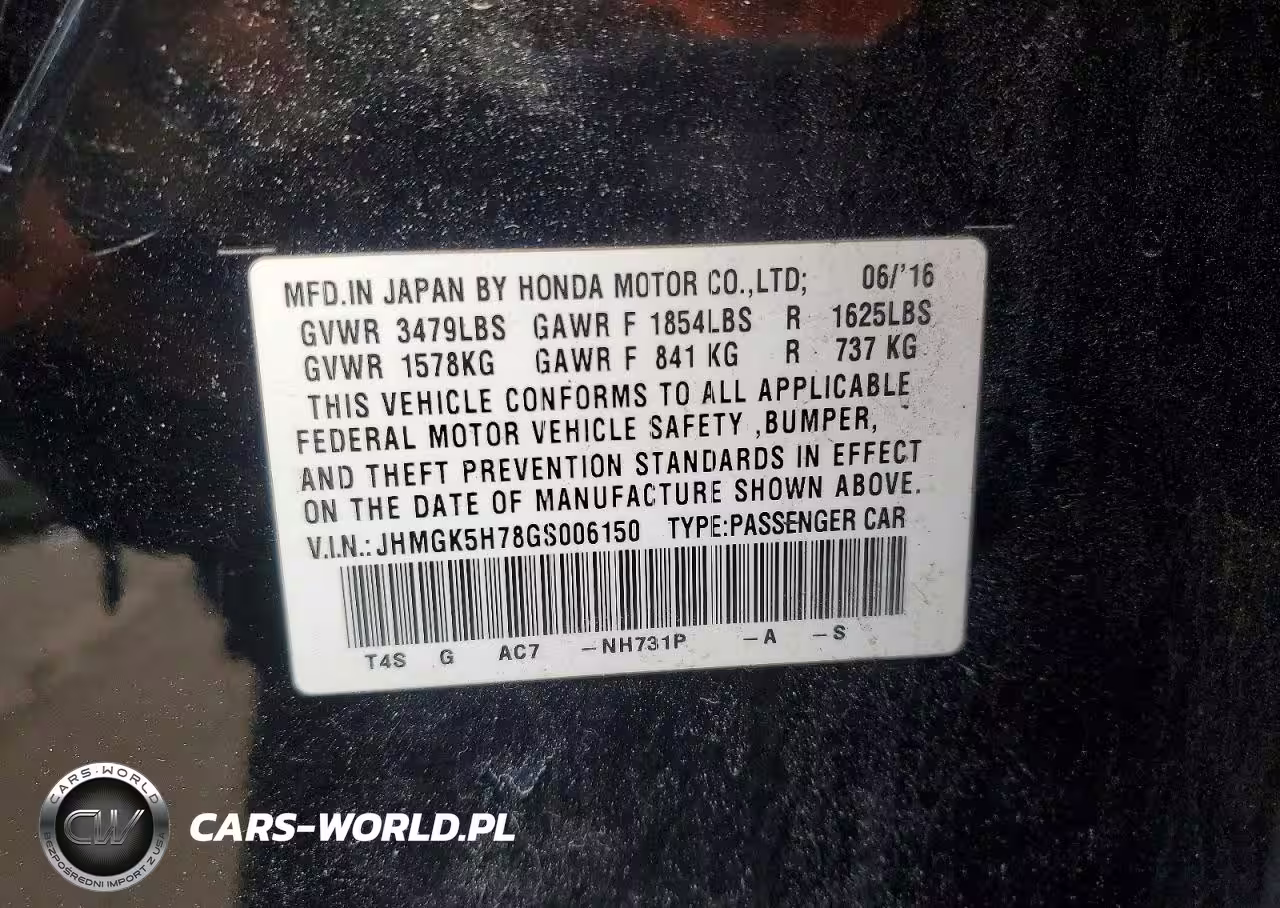 MFD.IN JAPAN BY HONDA MOTOR CO.,LTD; 06/'16
GVWR 3479LBS GAWR F 1854LBS R 1625LBS
GVWR 1578KG GAWR F 841 KG R 737 KG
THIS VEHICLE CONFORMS TO ALL APPLICABLE
FEDERAL MOTOR VEHICLE SAFETY ,BUMPER,
AND THEFT PREVENTION STANDARDS IN EFFECT
ON THE DATE OF MANUFACTURE SHOWN ABOVE.
V.I.N.: JHMGK5H78GS006150 TYPE:PASSENGER CAR
T4S G AC7 -NH731P -A -S
CARS-WORLD
CW
BEZPOŚREDNI IMPORT Z USA
CARS-WORLD.PL